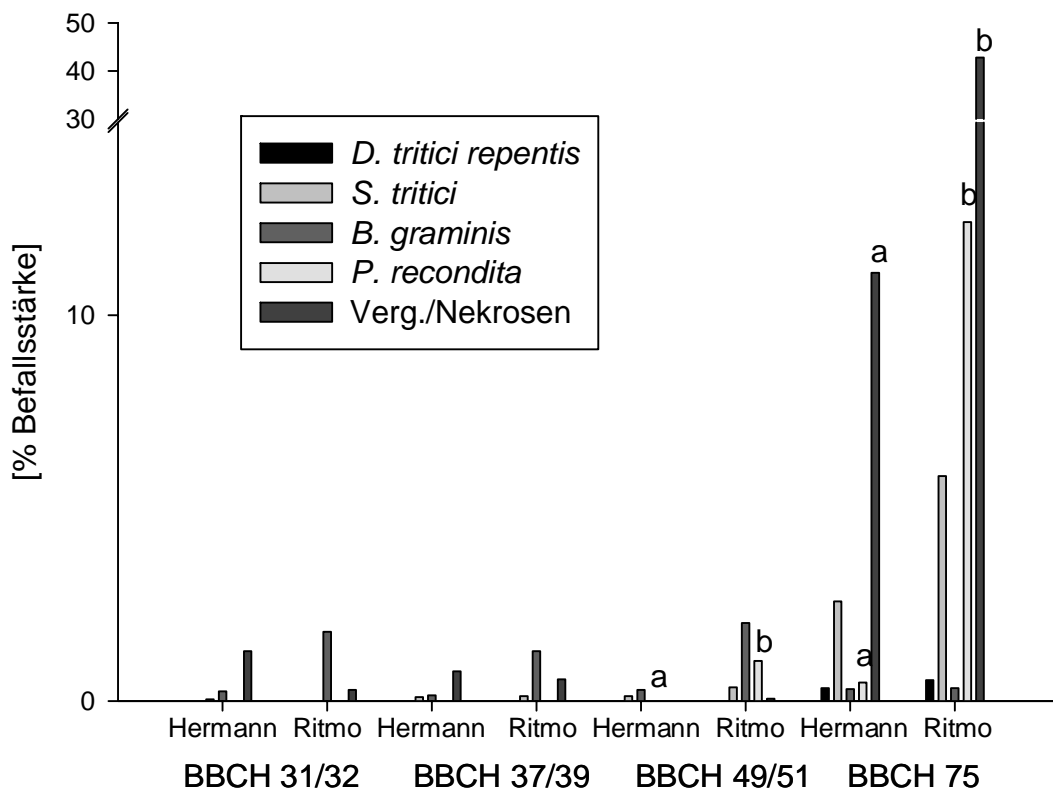 50
40
30
10
0
[% Befallsstärke]
D. tritici repentis
S. tritici
B. graminis
P. recondita
Verg./Nekrosen
a
b
a
a
b
b
Hermann Ritmo Hermann Ritmo Hermann Ritmo Hermann Ritmo
BBCH 31/32 BBCH 37/39 BBCH 49/51 BBCH 75